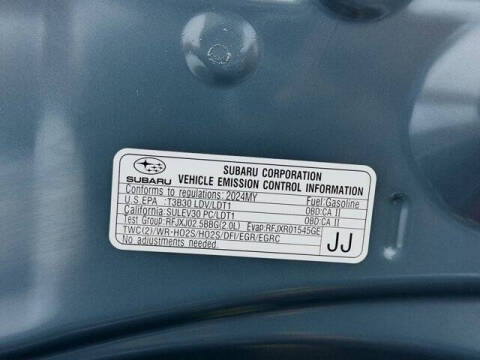 SUBARU
SUBARU CORPORATION
VEHICLE EMISSION CONTROL INFORMATION
Conforms to regulations: 2024MY Fuel:Gasoline
U.S.EPA :T3B30 LDV/LDT1 OBD:CA II
California:SULEV30 PC/LDT1 OBD:CA II
Test Group:RFJXJ02.5BBG(2.0L) Evap:RFJXR01545GE
TWC(2)/WR-HO2S/HO2S/DFI/EGR/EGRC
No adjustments needed.
JJ